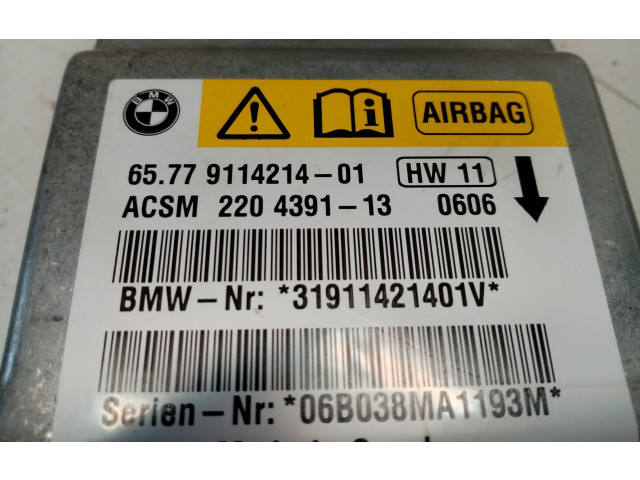 BMW
AIRBAG
65.77 9114214-01 HW 11
ACSM 220 4391-13 0606
BMW-Nr: *31911421401V*
Serien-Nr: *06B038MA1193M*